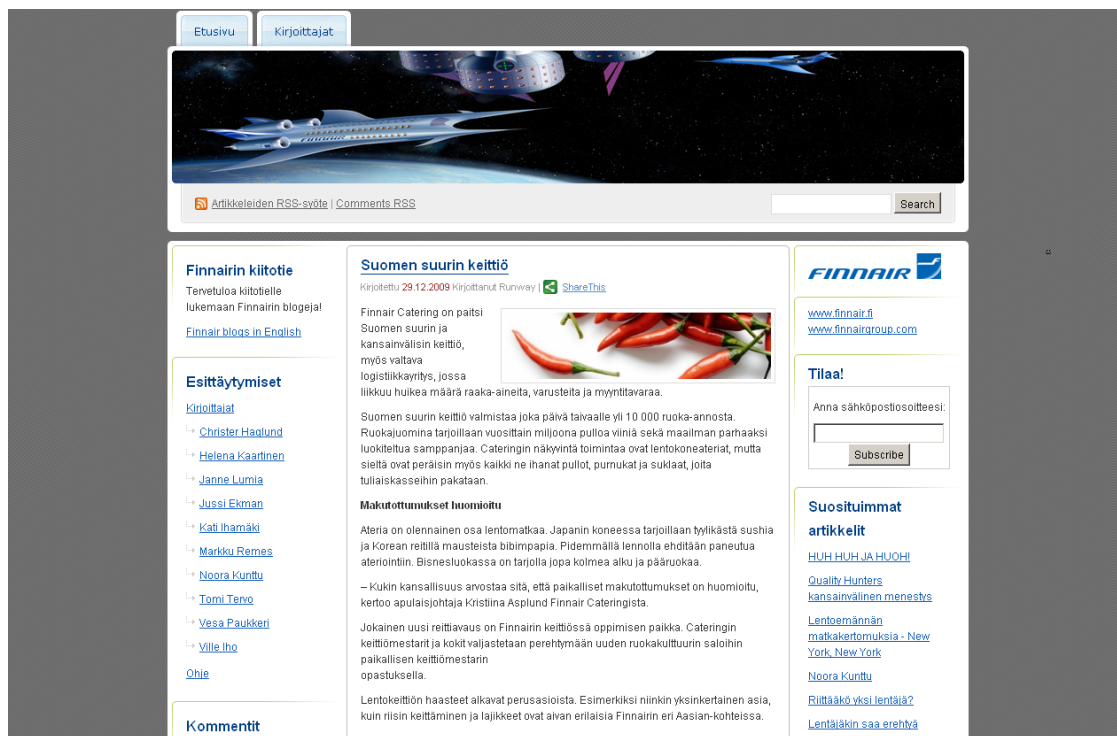 Etusivu
Kirjoittajat
FINNAIR
Artikkeleiden RSS-syöte | Comments RSS
Search
Finnairin kiitotie
Tervetuloa kiitotielle
lukemaan Finnairin blogeja!
Finnair blogs in English
Esittäytymiset
Kirjoittajat
Christer Haglund
Helena Kaartinen
Janne Lumia
Jussi Ekman
Kati Ihamäki
Markku Remes
Noora Kunttu
Tomi Tervo
Vesa Paukkeri
Ville Iho
Ohje
Kommentit
Suomen suurin keittiö
Kirjoitettu 29.12.2009 Kirjoittanut Runway | ShareThis
Finnair Catering on paitsi
Suomen suurin ja
kansainvälisin keittiö,
myös valtava
logistiikkayritys, jossa
liikkuu huikea määrä raaka-aineita, varusteita ja myyntitavaraa.
Suomen suurin keittiö valmistaa joka päivä taivaalle yli 10 000 ruoka-annosta.
Ruokajuomina tarjoillaan vuosittain miljoona pulloa viiniä sekä maailman parhaaksi
luokiteltua samppanjaa. Cateringin näkyvintä toimintaa ovat lentokoneateriat, mutta
sieltä ovat peräisin myös kaikki ne ihanat pullot, purnukat ja suklaat, joita
tuliaiskasseihin pakataan.
Makutottumukset huomioitu
Ateria on olennainen osa lentomatkaa. Japanin koneessa tarjoillaan tyylikästä sushia
ja Korean reitillä mausteista bibimpapia. Pidemmällä lennolla ehditään paneutua
ateriointiin. Bisnesluokassa on tarjolla jopa kolmea alku ja pääruokaa.
– Kukin kansallisuus arvostaa sitä, että paikalliset makutottumukset on huomioitu,
kertoo apulaisjohtaja Kristiina Asplund Finnair Cateringista.
Jokainen uusi reittiavaus on Finnairin keittiössä oppimisen paikka. Cateringin
keittiömestarit ja kokit valjastetaan perehtymään uuden ruokakulttuurin saloihin
paikallisen keittiömestarin
opastuksella.
Lentokeittiön haasteet alkavat perusasioista. Esimerkiksi niinkin yksinkertainen asia,
kuin riisin keittäminen ja lajikkeet ovat aivan erilaisia Finnairin eri Aasian-kohteissa.
FINNAIR
www.finnair.fi
www.finnairgroup.com
Tilaa!
Anna sähköpostiosoitteesi:
Subscribe
Suosituimmat
artikkelit
HUH HUH JA HUOH!
Quality Hunters
kansainvälinen menestys
Lentoemännän
matkakertomuksia - New
York, New York
Noora Kunttu
Riittääkö yksi lentäjä?
Lentäjäkin saa erehtyä